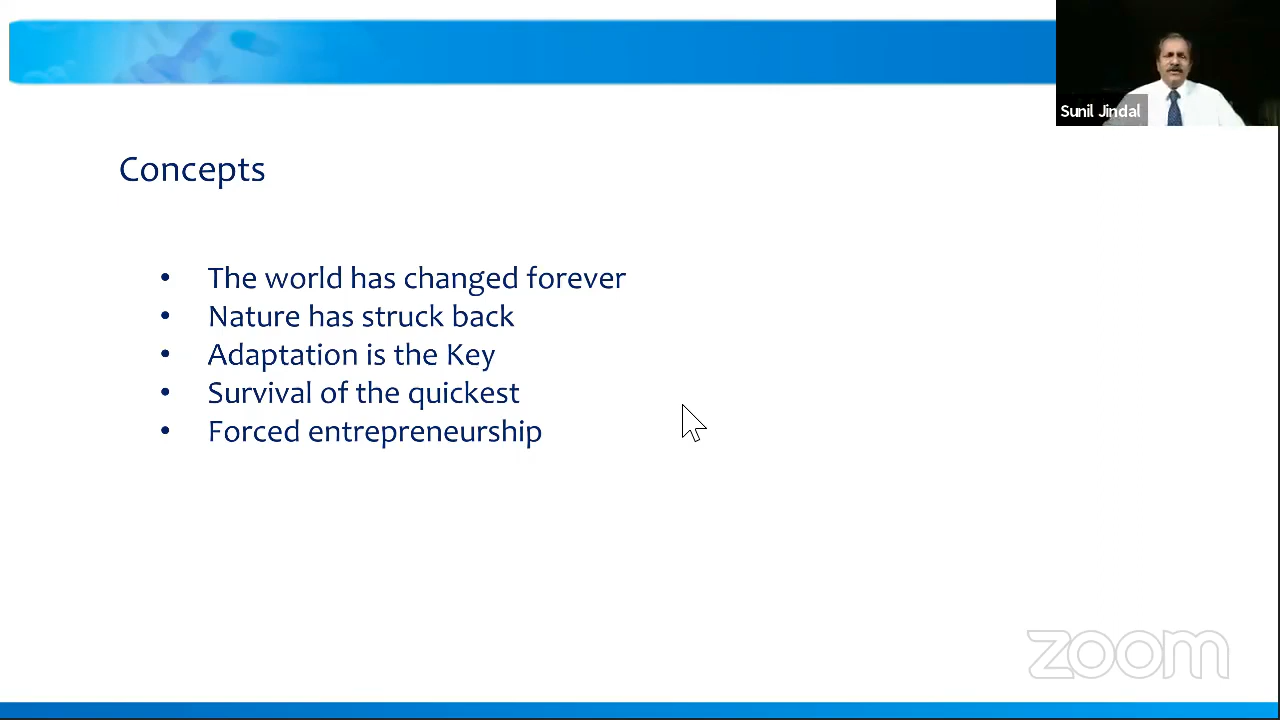 Sunil Jindal
Concepts
• The world has changed forever
• Nature has struck back
• Adaptation is the Key
• Survival of the quickest
• Forced entrepreneurship
zoom